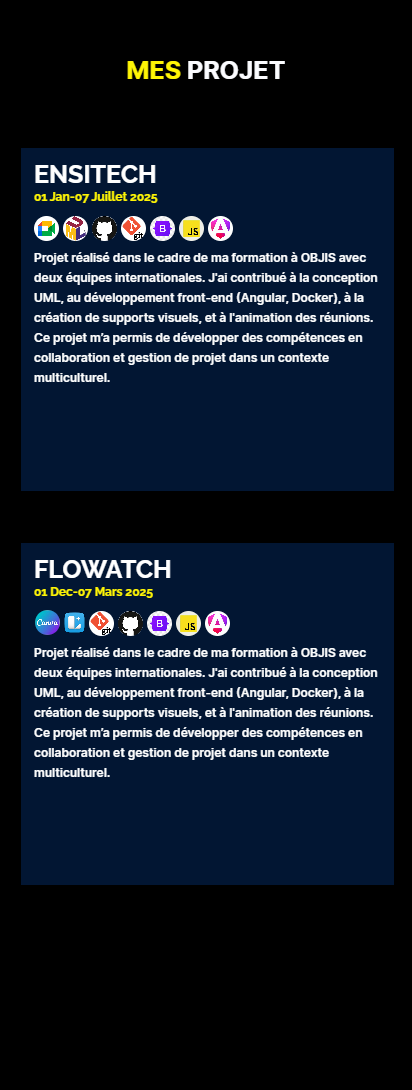 MES PROJET
ENSITECH
01 Jan-07 Juillet 2025
git
B
JS
Projet réalisé dans le cadre de ma formation à OBJIS avec
deux équipes internationales. J'ai contribué à la conception
UML, au développement front-end (Angular, Docker), à la
création de supports visuels, et à l'animation des réunions.
Ce projet m'a permis de développer des compétences en
collaboration et gestion de projet dans un contexte
multiculturel.
FLOWATCH
01 Dec-07 Mars 2025
Canva
git
B
JS
Projet réalisé dans le cadre de ma formation à OBJIS avec
deux équipes internationales. J'ai contribué à la conception
UML, au développement front-end (Angular, Docker), à la
création de supports visuels, et à l'animation des réunions.
Ce projet m'a permis de développer des compétences en
collaboration et gestion de projet dans un contexte
multiculturel.